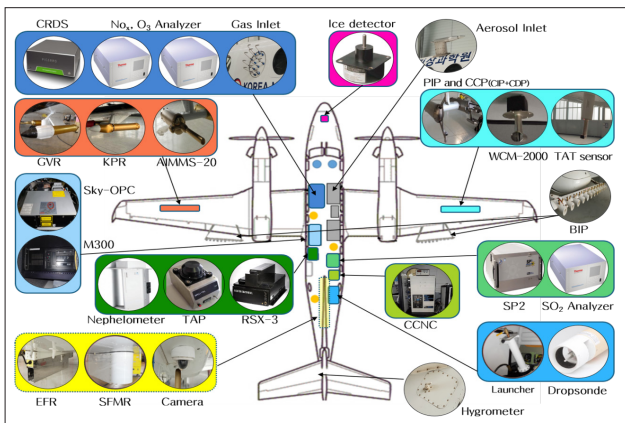 CRDS
Noₓ, O₃ Analyzer
Gas Inlet
Ice detector
Aerosol Inlet
KOREA
PIP and CCP(CIP+CDP)
GVR
KPR
AIMMS-20
WCM-2000
TAT sensor
Sky-OPC
M300
BIP
Nephelometer
TAP
RSX-3
CCNC
SP2
SO₂ Analyzer
EFR
SFMR
Camera
Launcher
Dropsonde
Hygrometer